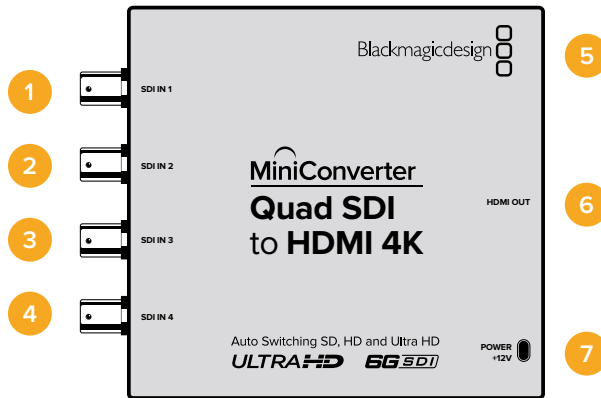 Blackmagicdesign
1
SDI IN 1
2
SDI IN 2
3
SDI IN 3
4
SDI IN 4
MiniConverter
Quad SDI
to HDMI 4K
Auto Switching SD, HD and Ultra HD
ULTRA HD 6G SDI
5
HDMI OUT
6
POWER
+12V
7